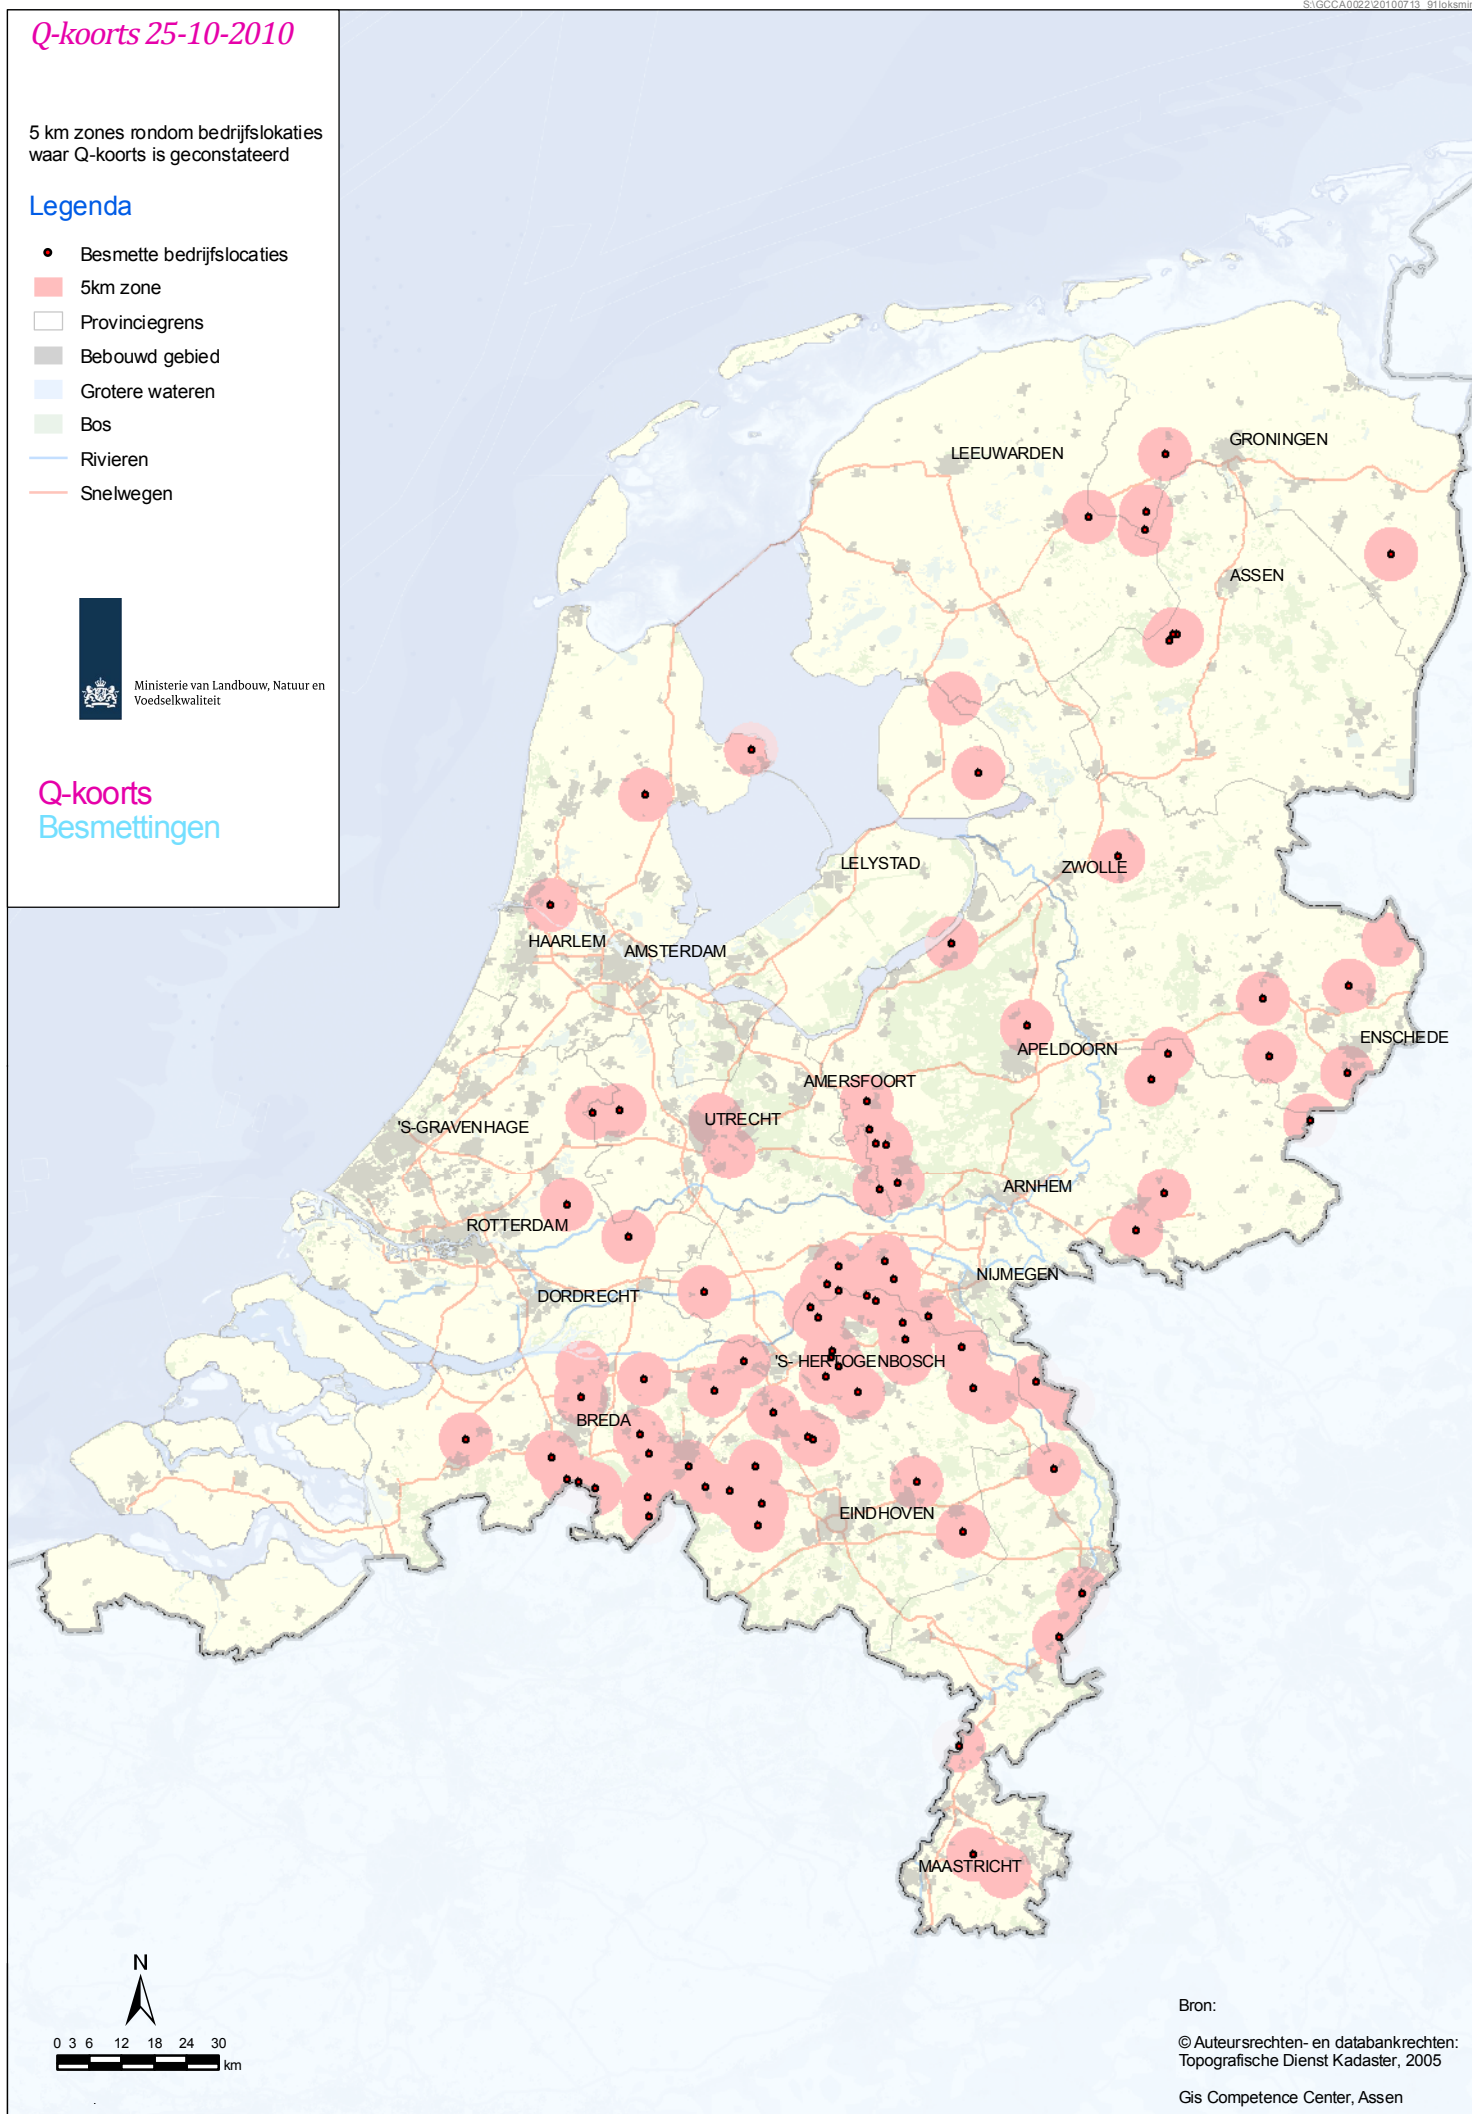 S:\GCCA0022\20100713_91loksmin
Q-koorts 25-10-2010
5 km zones rondom bedrijfslokaties
waar Q-koorts is geconstateerd
Legenda
Besmette bedrijfslocaties
5km zone
Provinciegrens
Bebouwd gebied
Grotere wateren
Bos
Rivieren
Snelwegen
Ministerie van Landbouw, Natuur en
Voedselkwaliteit
Q-koorts
Besmettingen
LEEUWARDEN
GRONINGEN
ASSEN
LELYSTAD
ZWOLLE
HAARLEM
AMSTERDAM
ENSCHEDE
APELDOORN
AMERSFOORT
'S-GRAVENHAGE
UTRECHT
ARNHEM
ROTTERDAM
NIJMEGEN
DORDRECHT
'S- HERTOGENBOSCH
BREDA
EINDHOVEN
MAASTRICHT
N
0 3 6 12 18 24 30
km
Bron:
© Auteursrechten- en databankrechten:
Topografische Dienst Kadaster, 2005
Gis Competence Center, Assen